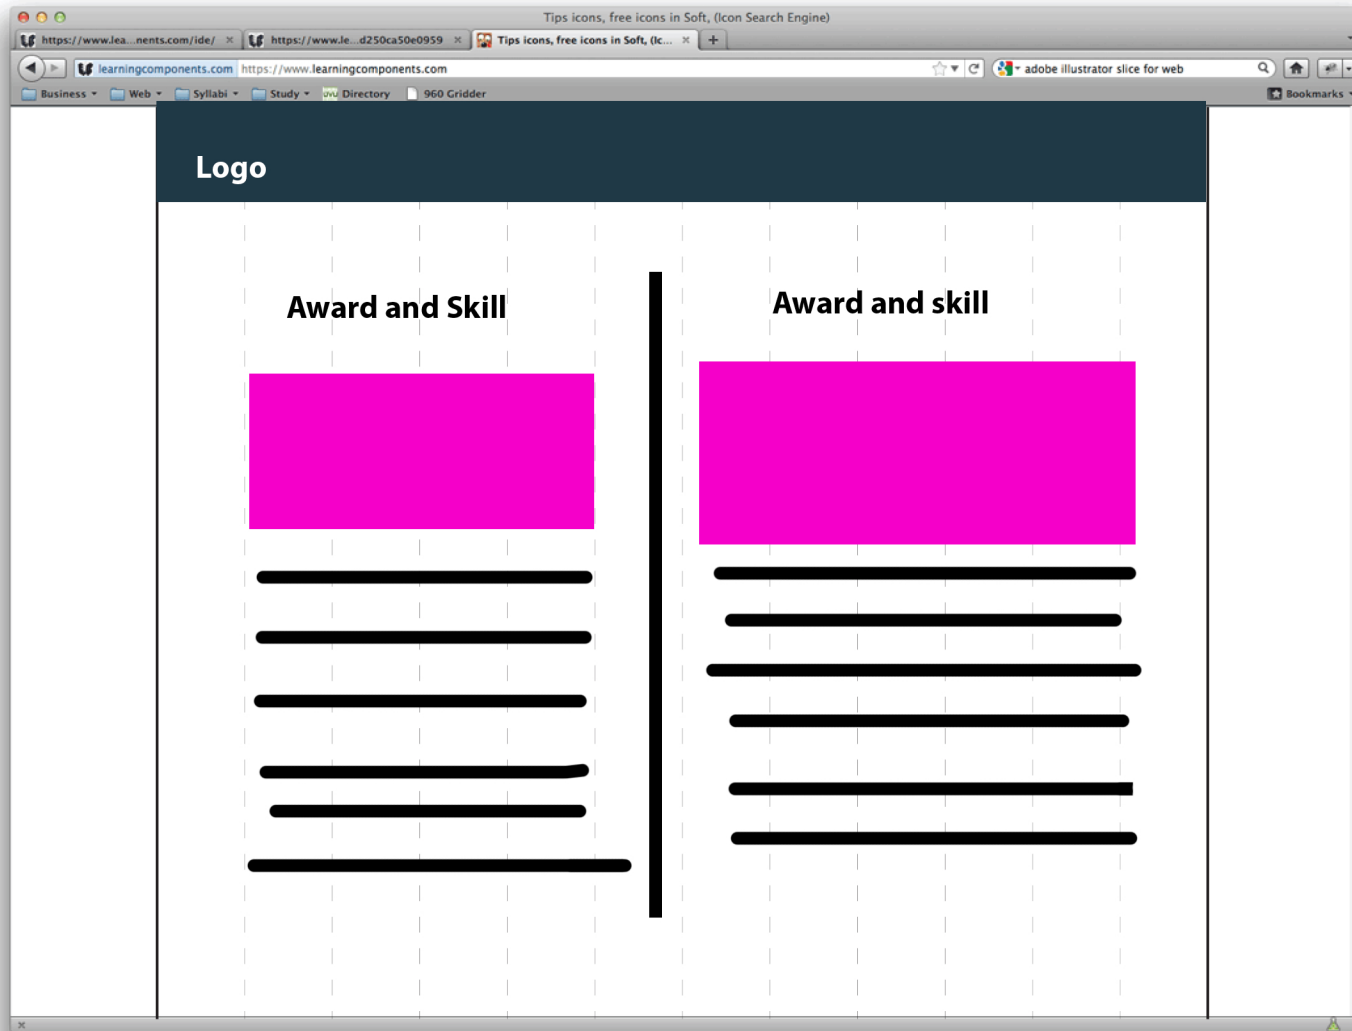 Tips icons, free icons in Soft, (Icon Search Engine)
https://www.lea...nents.com/ide/
https://www.le...d250ca50e0959
Tips icons, free icons in Soft, (Ic...
learningcomponents.com https://www.learningcomponents.com
adobe illustrator slice for web
Business Web Syllabi Study Directory 960 Gridder Bookmarks
Logo
Award and Skill
Award and skill